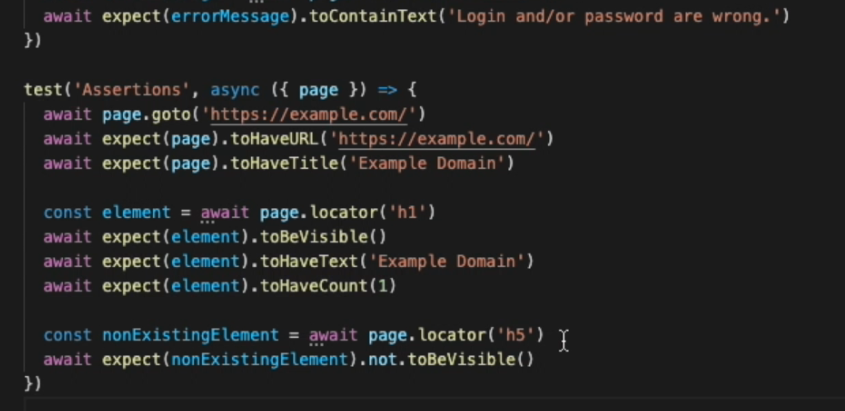 await expect(errorMessage).toContainText('Login and/or password are wrong.')
})
test('Assertions', async ({ page }) => {
await page.goto('https://example.com/')
await expect(page).toHaveURL('https://example.com/')
await expect(page).toHaveTitle('Example Domain')
const element = await page.locator('h1')
await expect(element).toBeVisible()
await expect(element).toHaveText('Example Domain')
await expect(element).toHaveCount(1)
const nonExistingElement = await page.locator('h5')
await expect(nonExistingElement).not.toBeVisible()
})